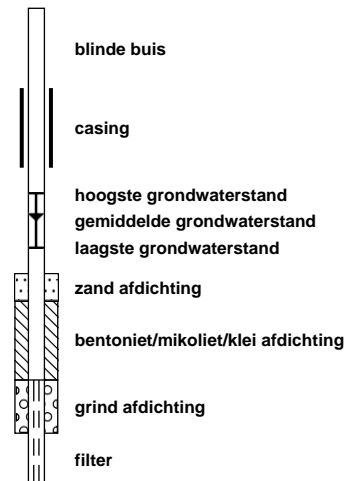 blinde buis
casing
hoogste grondwaterstand
gemiddelde grondwaterstand
laagste grondwaterstand
zand afdichting
bentoniet/mikoliet/klei afdichting
grind afdichting
filter